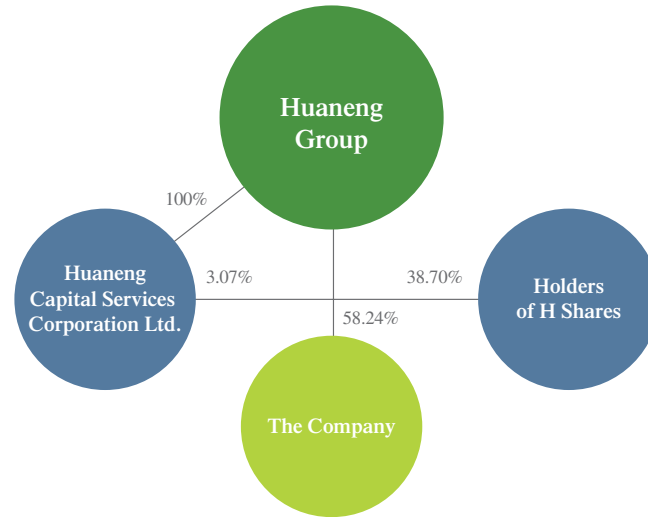 Huaneng
Group
100%
Huaneng
Capital Services
Corporation Ltd.
3.07%
38.70%
Holders
of H Shares
58.24%
The Company